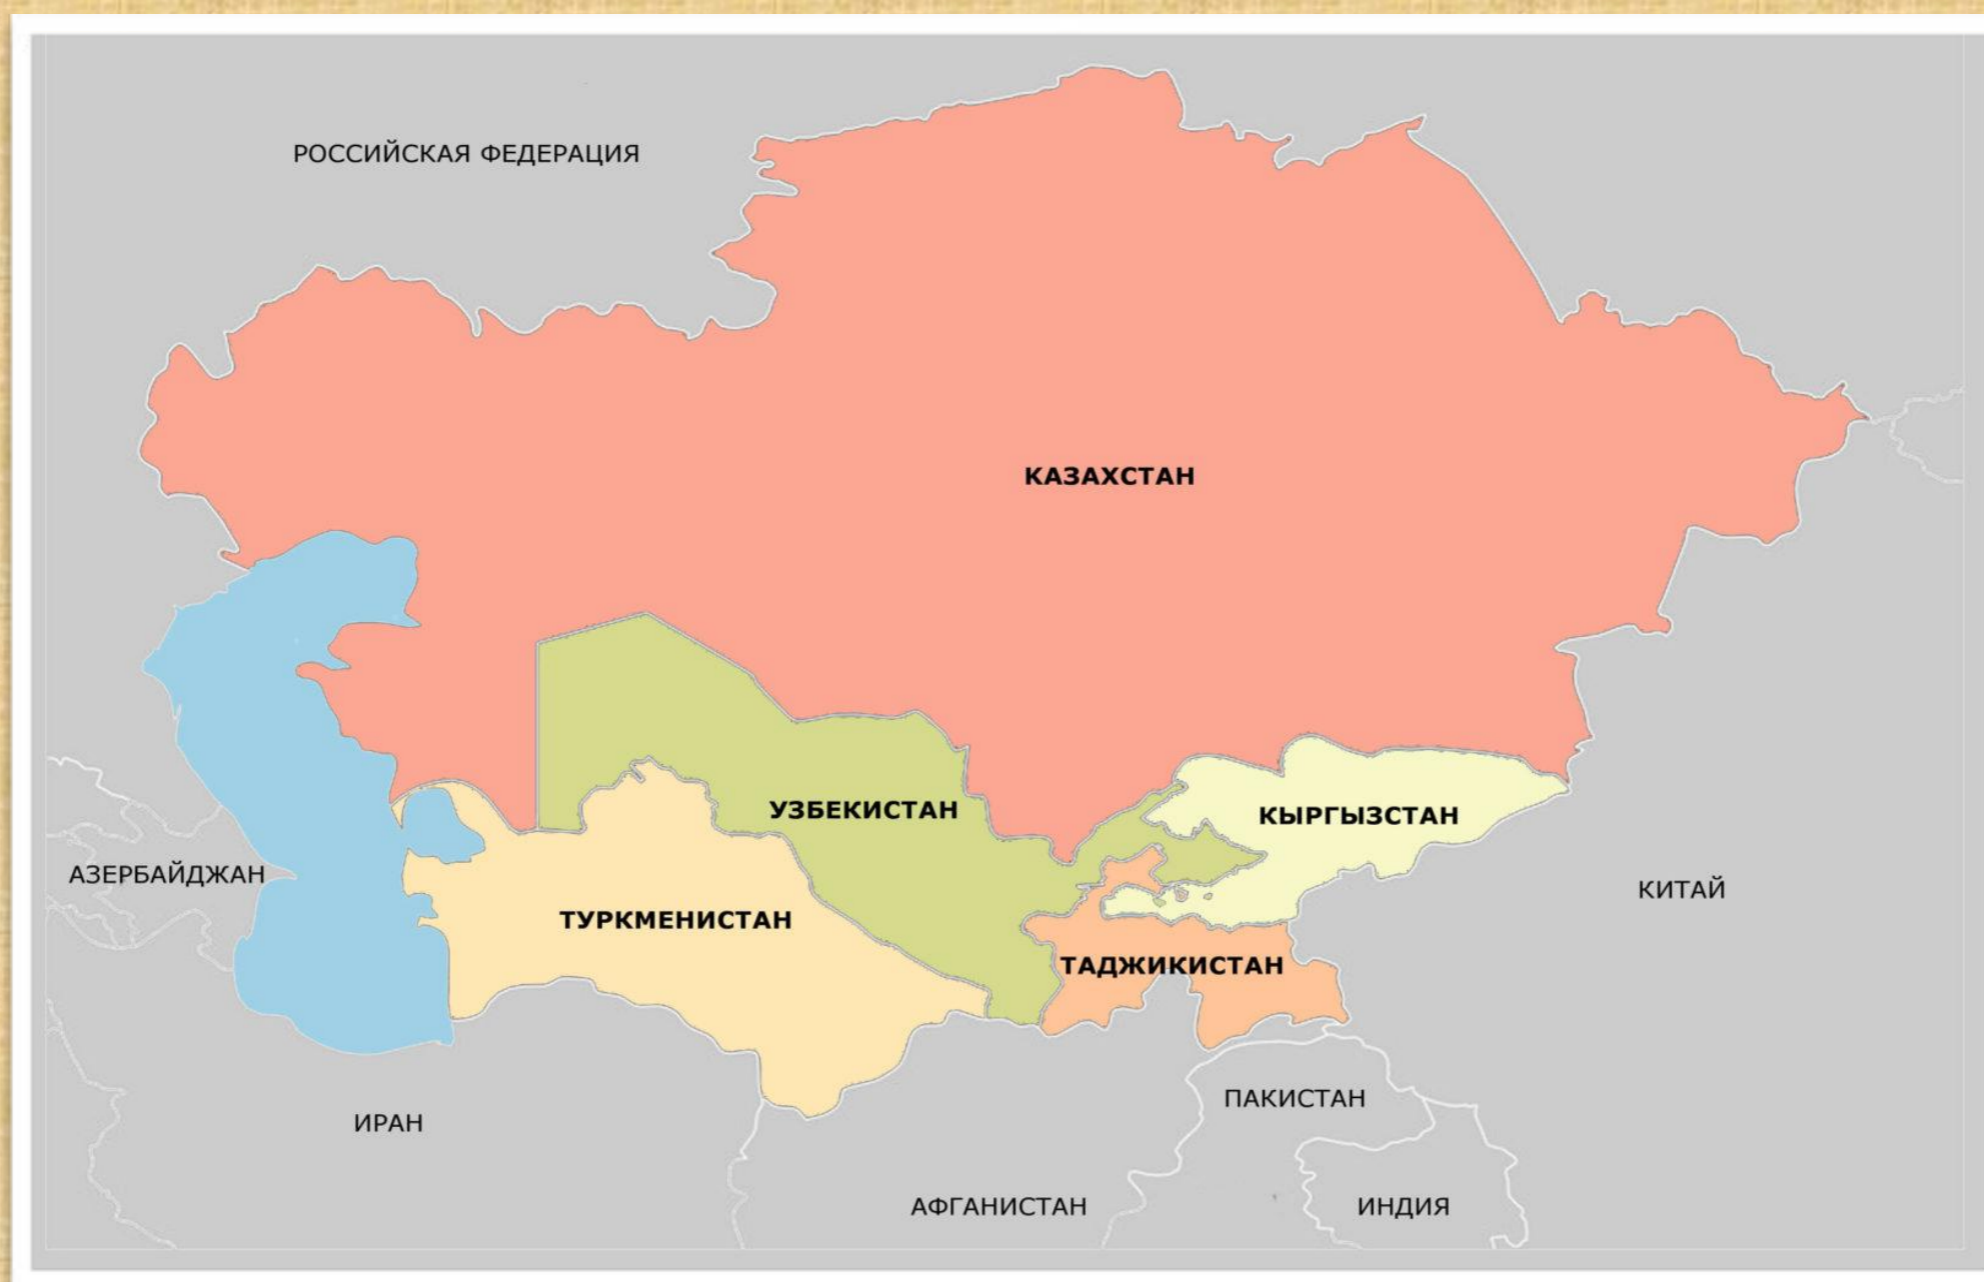 РОССИЙСКАЯ ФЕДЕРАЦИЯ
КАЗАХСТАН
УЗБЕКИСТАН
КЫРГЫЗСТАН
АЗЕРБАЙДЖАН
КИТАЙ
ТУРКМЕНИСТАН
ТАДЖИКИСТАН
ПАКИСТАН
ИРАН
АФГАНИСТАН
ИНДИЯ